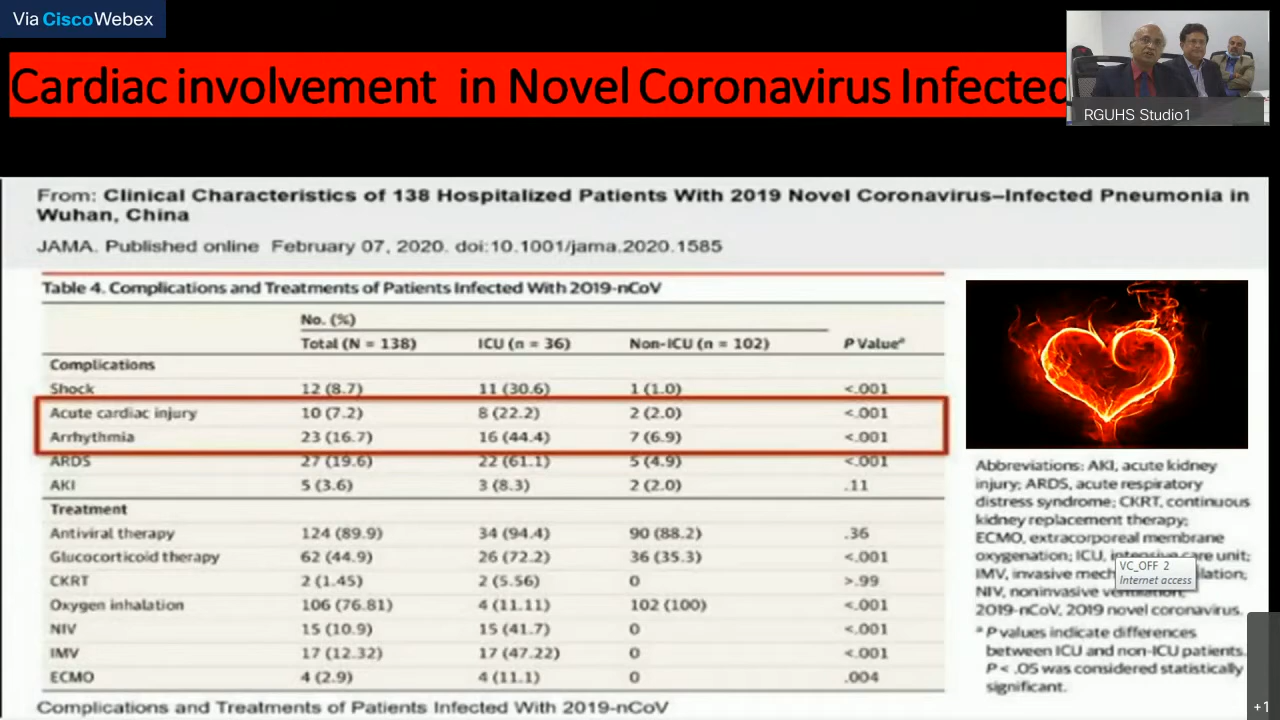 Via CiscoWebex
Cardiac involvement in Novel Coronavirus Infected
RGUHS Studio1
From: Clinical Characteristics of 138 Hospitalized Patients With 2019 Novel Coronavirus–Infected Pneumonia in
Wuhan, China
JAMA. Published online February 07, 2020. doi:10.1001/jama.2020.1585
Table 4. Complications and Treatments of Patients Infected With 2019-nCoV
No. (%)
Total (N = 138) ICU (n = 36) Non-ICU (n = 102) P Valueᵃ
Complications
Shock 12 (8.7) 11 (30.6) 1 (1.0) <.001
Acute cardiac injury 10 (7.2) 8 (22.2) 2 (2.0) <.001
Arrhythmia 23 (16.7) 16 (44.4) 7 (6.9) <.001
ARDS 27 (19.6) 22 (61.1) 5 (4.9) <.001
AKI 5 (3.6) 3 (8.3) 2 (2.0) .11
Treatment
Antiviral therapy 124 (89.9) 34 (94.4) 90 (88.2) .36
Glucocorticoid therapy 62 (44.9) 26 (72.2) 36 (35.3) <.001
CKRT 2 (1.45) 2 (5.56) 0 >.99
Oxygen inhalation 106 (76.81) 4 (11.11) 102 (100) <.001
NIV 15 (10.9) 15 (41.7) 0 <.001
IMV 17 (12.32) 17 (47.22) 0 <.001
ECMO 4 (2.9) 4 (11.1) 0 .004
Complications and Treatments of Patients Infected With 2019-nCoV
Abbreviations: AKI, acute kidney
injury; ARDS, acute respiratory
distress syndrome; CKRT, continuous
kidney replacement therapy;
ECMO, extracorporeal membrane
oxygenation; ICU, intensive care unit;
IMV, invasive
NIV, noninvasive
2019-nCoV, 2019 novel coronavirus.
ᵃ P values indicate differences
between ICU and non-ICU patients.
P < .05 was considered statistically
significant.
VC_OFF 2
Internet access
+1